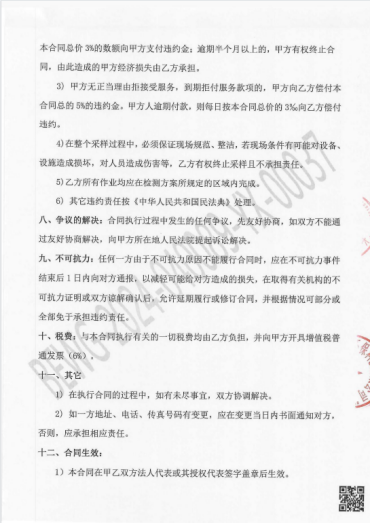 本合同总价 3%的数额向甲方支付违约金；逾期半个月以上的，甲方有权终止合
同，由此造成的甲方经济损失由乙方承担。
3）甲方无正当理由拒接受服务，到期拒付服务款项的，甲方向乙方偿付本
合同总的 5%的违约金。甲方人逾期付款，则每日按本合同总价的 3‰向乙方偿付
违约。
4)在整个采样过程中，必须保证现场规范、整洁，若现场条件有可能对设备、
设施造成损坏，对人员造成伤害等，乙方有权终止采样且不承担责任。
5)乙方所有作业均应在检测方案所规定的区域内完成。
6）其它违约责任按《中华人民共和国民法典》处理。
八、争议的解决：合同执行过程中发生的任何争议，先友好协商，如双方不能通
过友好协商解决，向甲方所在地人民法院提起诉讼解决。
九、不可抗力：任何一方由于不可抗力原因不能履行合同时，应在不可抗力事件
结束后 1 日内向对方通报，以减轻可能给对方造成的损失，在取得有关机构的不
可抗力证明或双方谅解确认后，允许延期履行或修订合同，并根据情况可部分或
全部免于承担违约责任。
十、税费：与本合同执行有关的一切税费均由乙方负担，并向甲方开具增值税普
通发票（6%）。
十一、其它
1）在执行合同的过程中，如有未尽事宜，双方协调解决。
2）如一方地址、电话、传真号码有变更，应在变更当日内书面通知对方，
否则，应承担相应责任。
十二、合同生效：
1）本合同在甲乙双方法人代表或其授权代表签字盖章后生效。